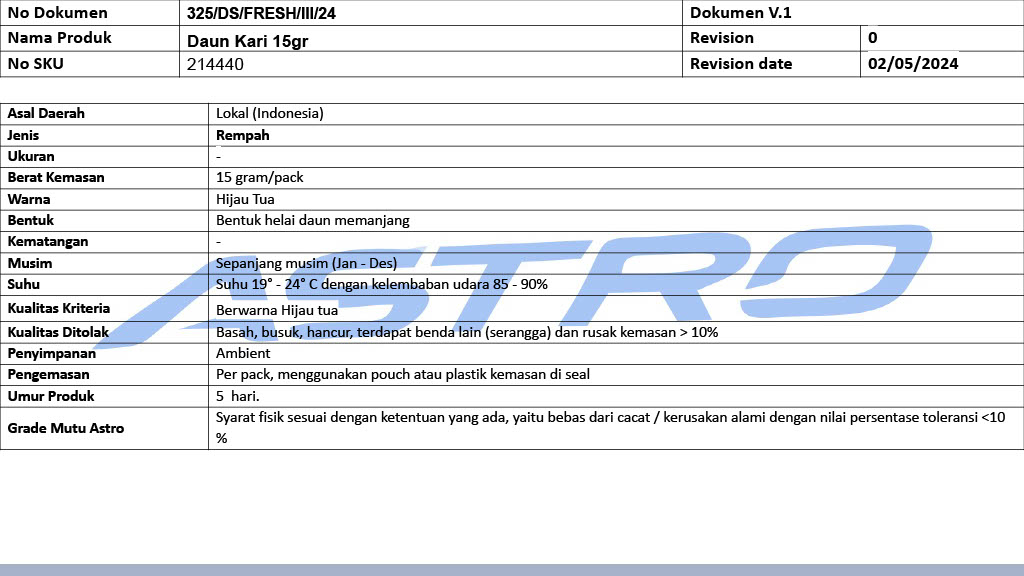 No Dokumen 325/DS/FRESH/III/24 Dokumen V.1
Nama Produk Daun Kari 15gr Revision 0
No SKU 214440 Revision date 02/05/2024
Asal Daerah Lokal (Indonesia)
Jenis Rempah
Ukuran -
Berat Kemasan 15 gram/pack
Warna Hijau Tua
Bentuk Bentuk helai daun memanjang
Kematangan -
Musim Sepanjang musim (Jan - Des)
Suhu Suhu 19° - 24° C dengan kelembaban udara 85 - 90%
Kualitas Kriteria Berwarna Hijau tua
Kualitas Ditolak Basah, busuk, hancur, terdapat benda lain (serangga) dan rusak kemasan > 10%
Penyimpanan Ambient
Pengemasan Per pack, menggunakan pouch atau plastik kemasan di seal
Umur Produk 5 hari.
Grade Mutu Astro Syarat fisik sesuai dengan ketentuan yang ada, yaitu bebas dari cacat / kerusakan alami dengan nilai persentase toleransi <10
%
ASTRO